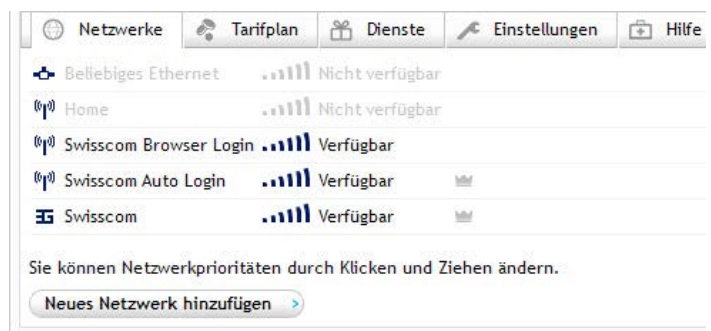 Netzwerke Tarifplan Dienste Einstellungen Hilfe
Beliebiges Ethernet Nicht verfügbar
Home Nicht verfügbar
Swisscom Browser Login Verfügbar
Swisscom Auto Login Verfügbar
3G Swisscom Verfügbar
Sie können Netzwerkprioritäten durch Klicken und Ziehen ändern.
Neues Netzwerk hinzufügen >